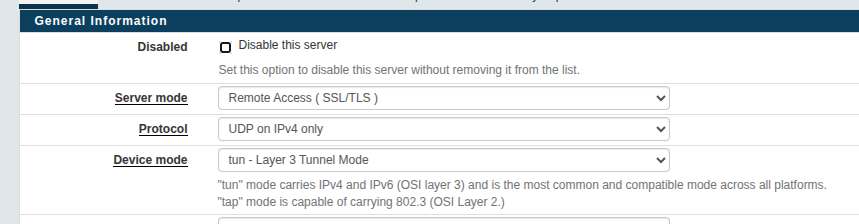 General Information
Disabled
Disable this server
Set this option to disable this server without removing it from the list.
Server mode
Remote Access ( SSL/TLS )
Protocol
UDP on IPv4 only
Device mode
tun - Layer 3 Tunnel Mode
"tun" mode carries IPv4 and IPv6 (OSI layer 3) and is the most common and compatible mode across all platforms.
"tap" mode is capable of carrying 802.3 (OSI Layer 2.)